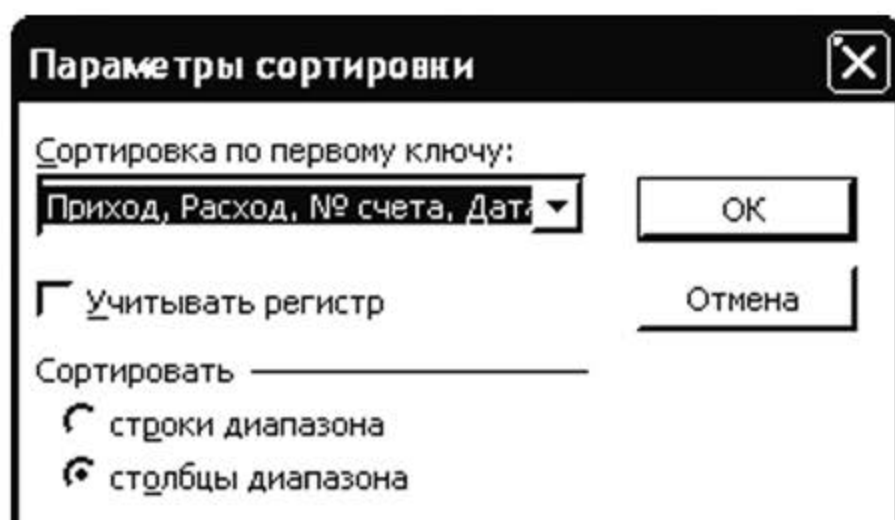 Параметры сортировки
Сортировка по первому ключу:
Приход, Расход, № счета, Дата
ОК
Учитывать регистр
Отмена
Сортировать
строки диапазона
столбцы диапазона